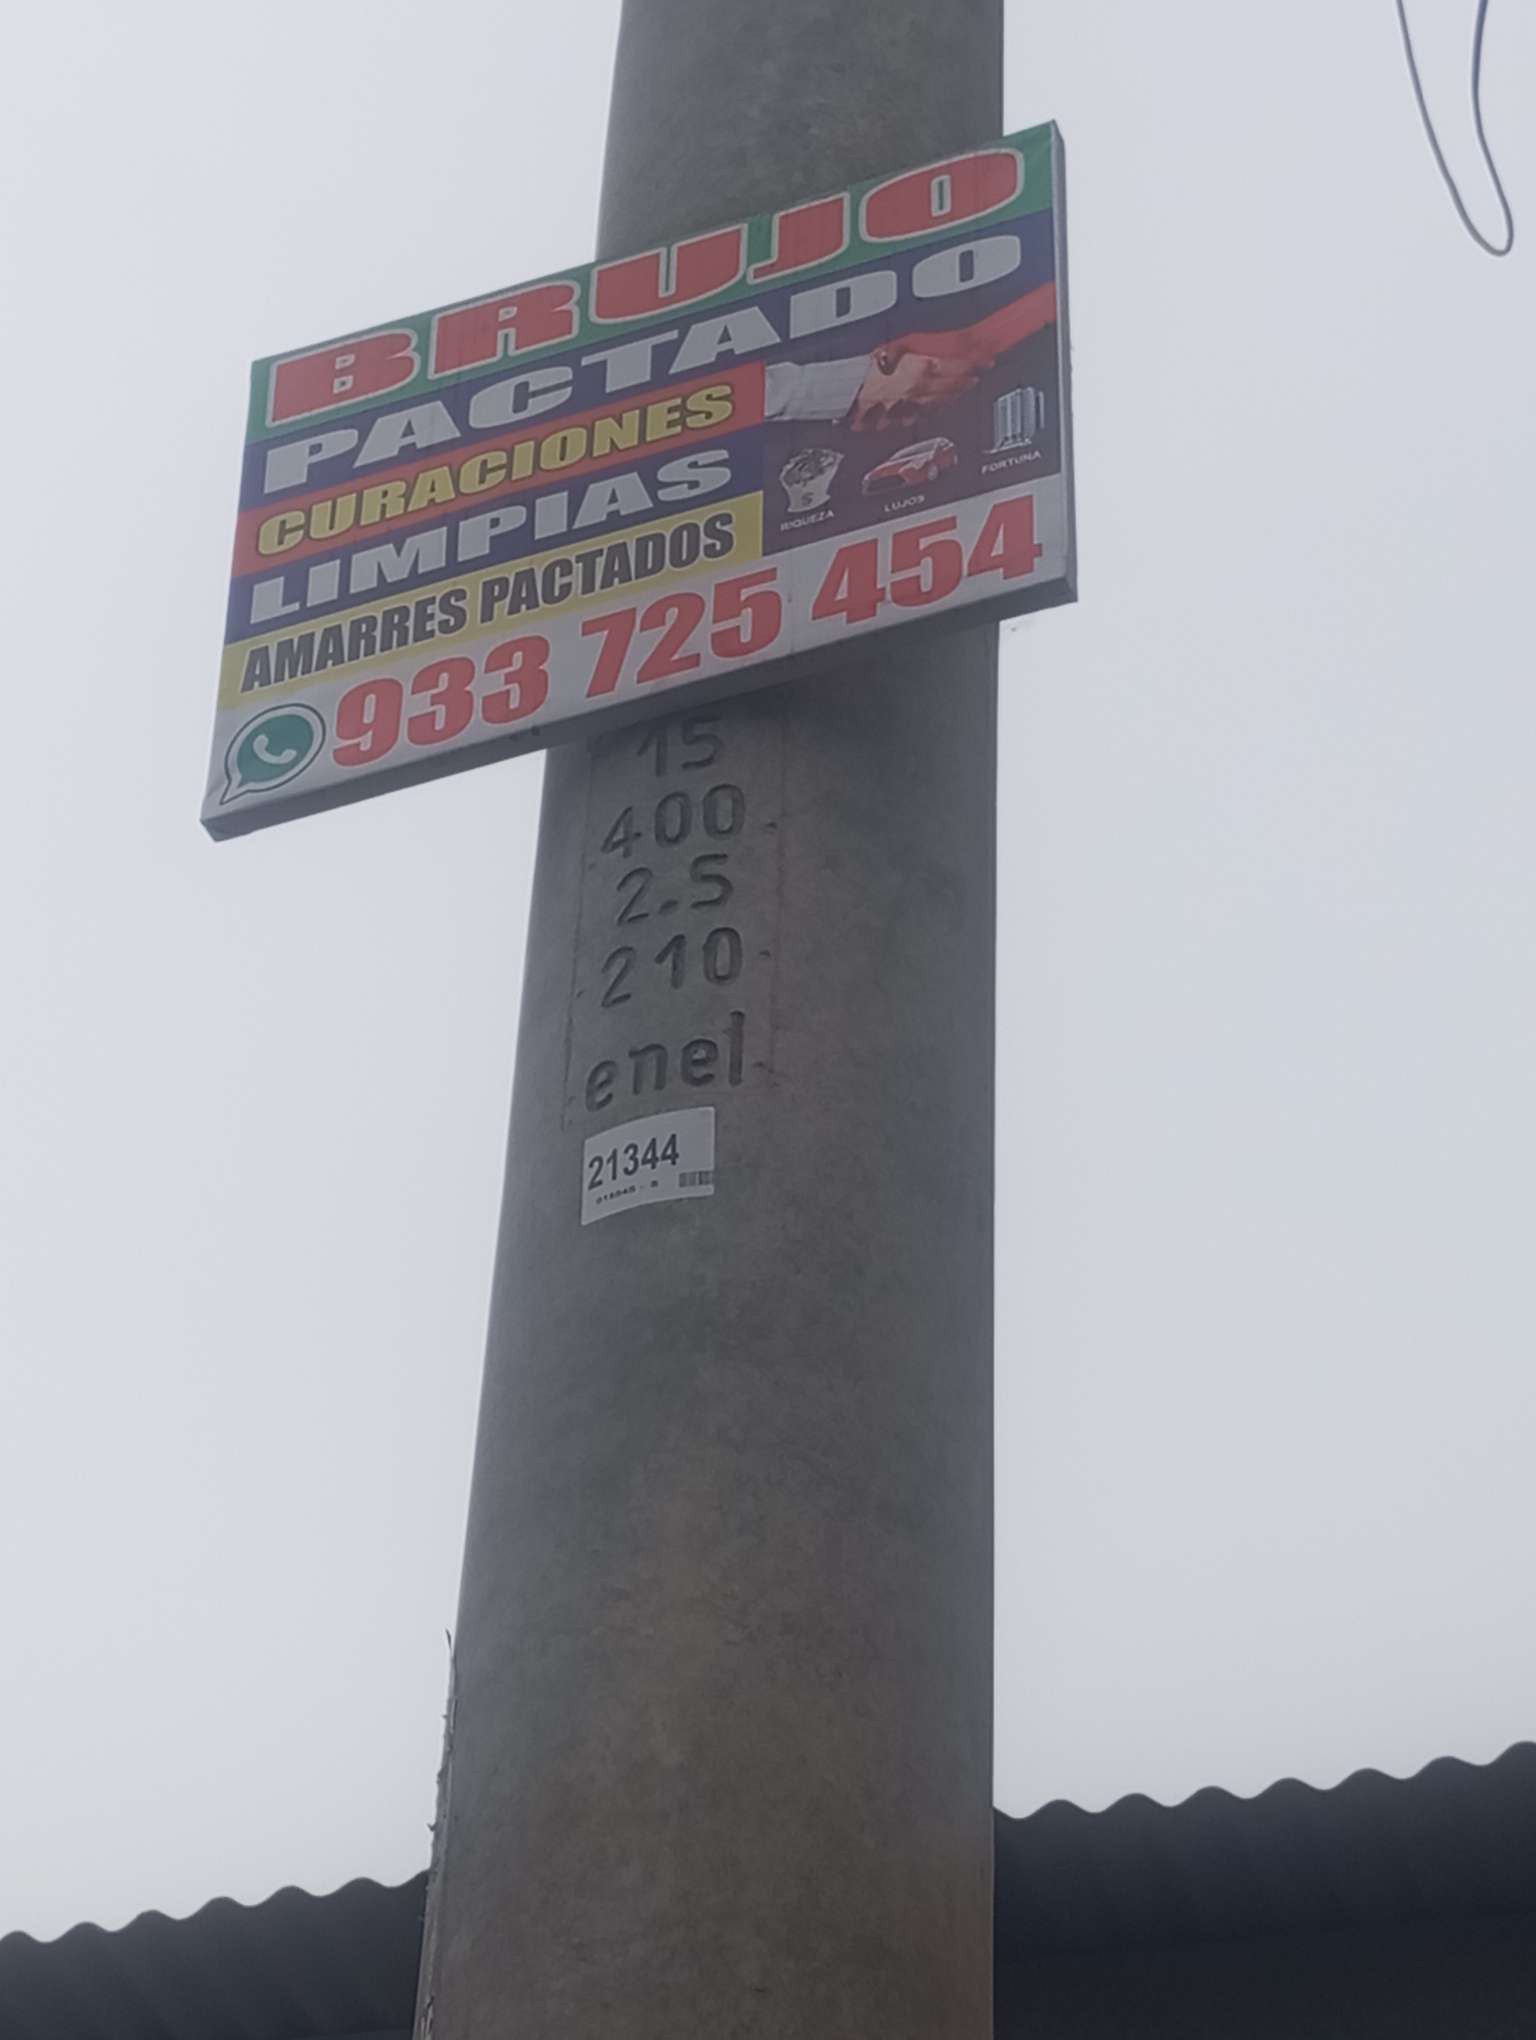 BRUJO
PACTADO
CURACIONES
LIMPIAS
AMARRES PACTADOS
RIQUEZA
LUJOS
FORTUNA
933 725 454
15
400
2.5
210
enel
21344